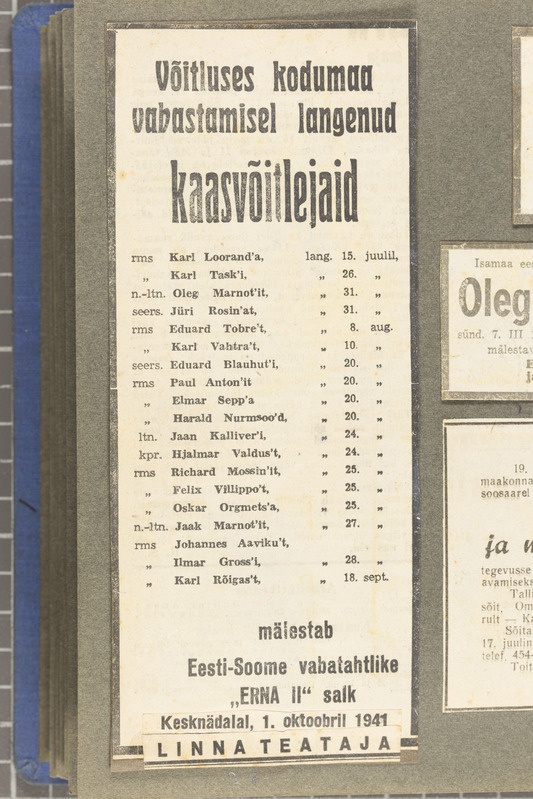 Võitluses kodumaa
vabastamisel langenud
kaasvõitlejaid
rms Karl Loorand'a, lang. 15. juulil,
„ Karl Task'i, „ 26. „
n.-ltn. Oleg Marnot'it, „ 31. „
seers. Jüri Rosin'at, „ 31. „
rms Eduard Tobre't, „ 8. aug.
„ Karl Vahtra't, „ 10. „
seers. Eduard Blauhut'i, „ 20. „
rms Paul Anton'it „ 20. „
„ Elmar Sepp'a „ 20. „
„ Harald Nurmsoo'd, „ 20. „
ltn. Jaan Kalliver'i, „ 24. „
kpr. Hjalmar Valdus't, „ 24. „
rms Richard Mossin'it, „ 25. „
„ Felix Villippo't, „ 25. „
„ Oskar Orgmets'a, „ 25. „
n.-ltn. Jaak Marnot'it, „ 27. „
rms Johannes Aaviku't,
„ Ilmar Gross'i, „ 28. „
„ Karl Rõigas't, „ 18. sept.
mälestab
Eesti-Soome vabatahtlike
„ERNA II" salk
Kesknädalal, 1. oktoobril 1941
LINNA TEATAJA
Isamaa
Oleg
sünd. 7. III
19.
maakonna
soosaarel
ja
tegevusse
avamiseks
sõit.
rult —
Sõita
17. juulin
telef. 454-